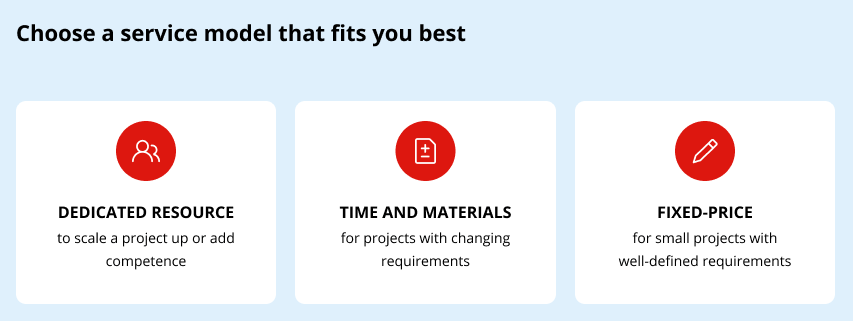 Choose a service model that fits you best
DEDICATED RESOURCE
to scale a project up or add
competence
TIME AND MATERIALS
for projects with changing
requirements
FIXED-PRICE
for small projects with
well-defined requirements